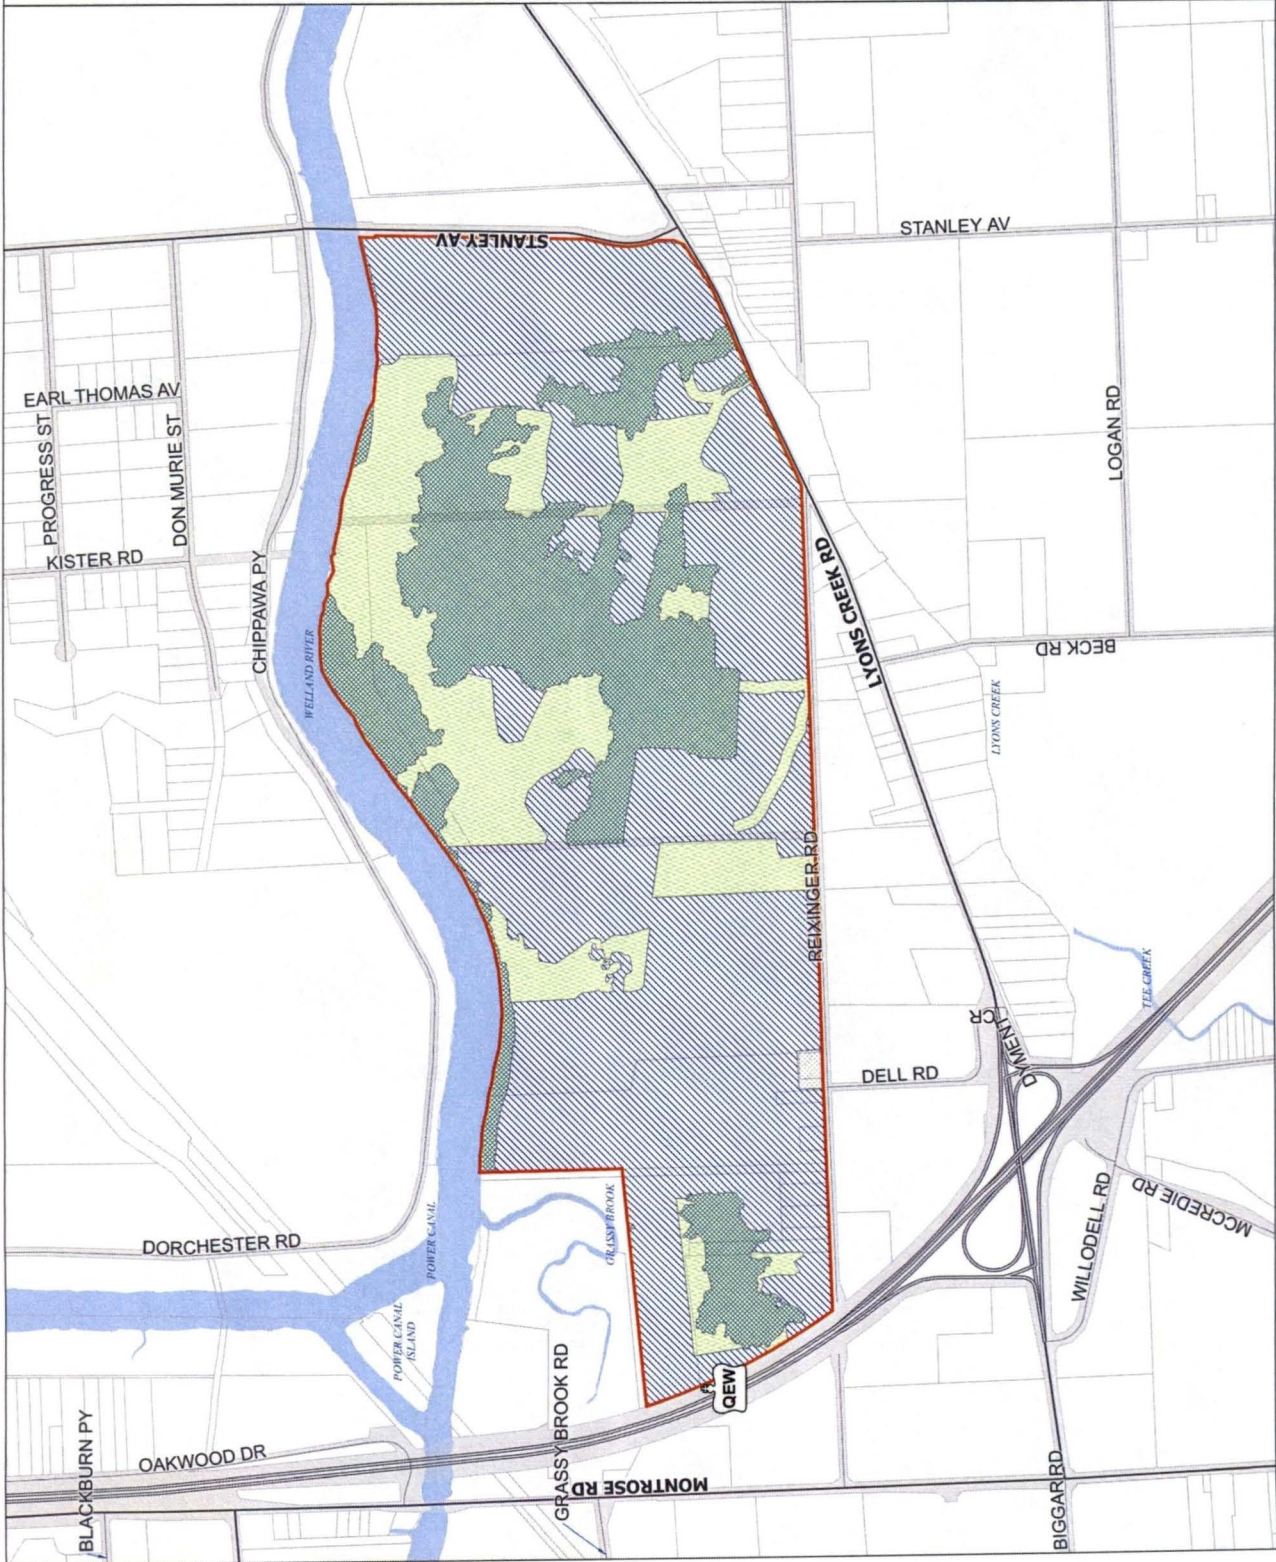 STANLEY AV
STANLEY AV
EARL THOMAS AV
PROGRESS ST
DON MURIE ST
KISTER RD
CHIPPAWA PY
WELLAND RIVER
LOGAN RD
LYONS CREEK RD
BECK RD
LYONS CREEK
REIXINGER RD
TEE CREEK
DYMENT CR
DELL RD
DORCHESTER RD
POWER CANAL
GRASSY BROOK
WILLODELL RD
MCCREDIE RD
POWER CANAL
ISLAND
GRASSY BROOK RD
QEW
BLACKBURN PY
OAKWOOD DR
MONTROSE RD
BIGGAR RD